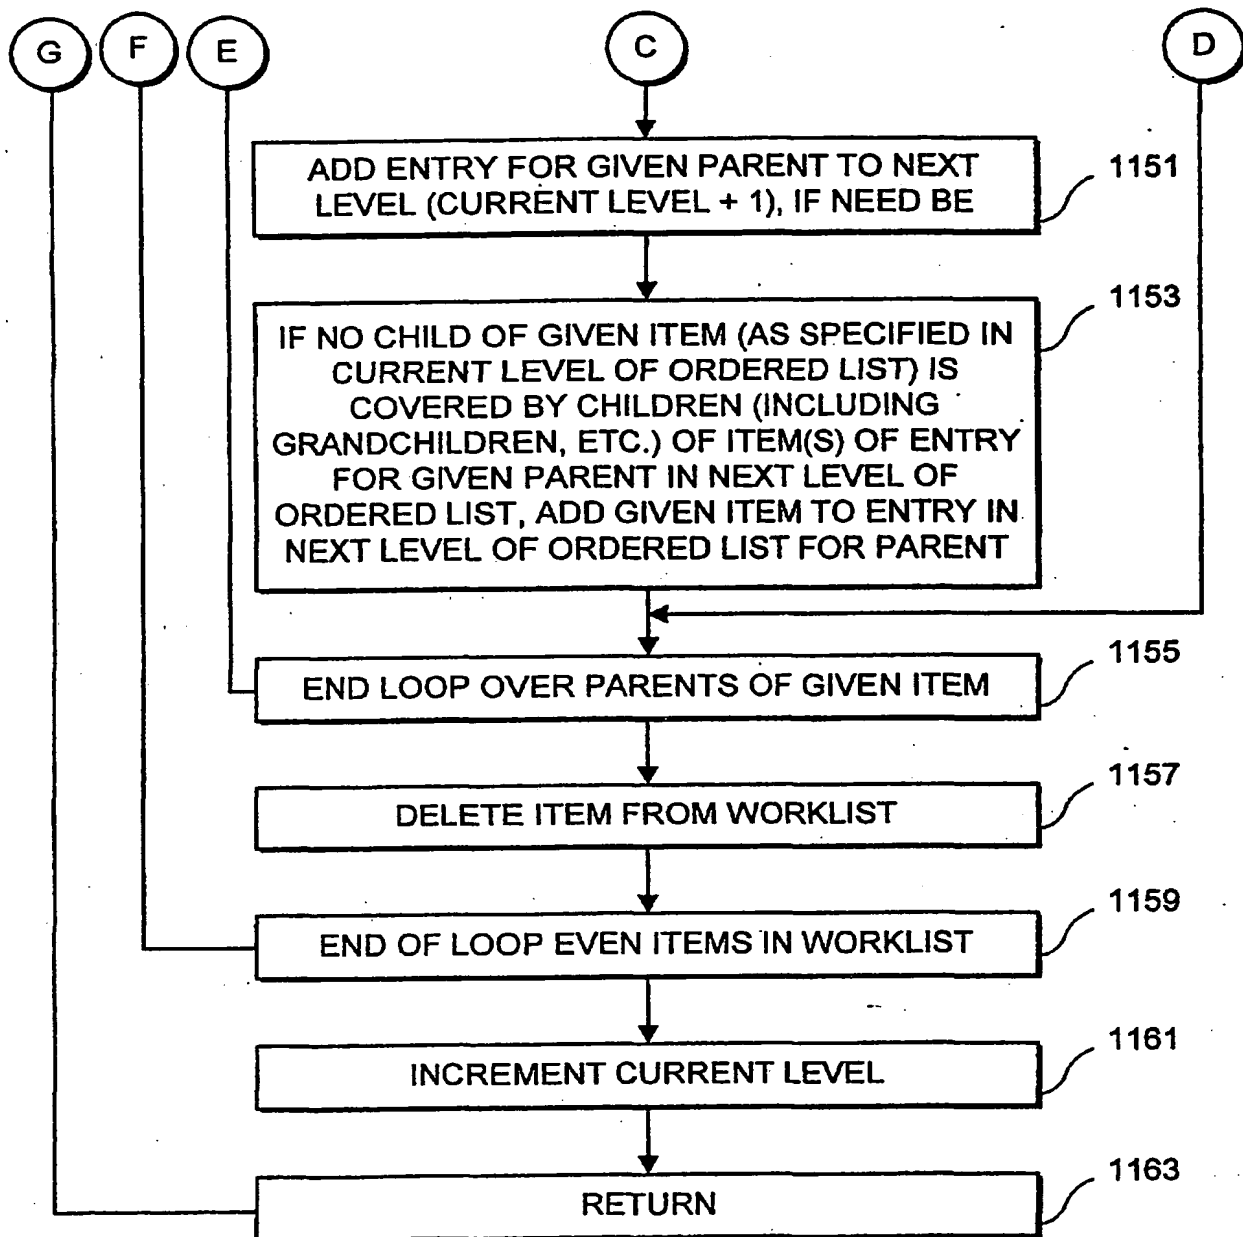 G
F
E
C
D
ADD ENTRY FOR GIVEN PARENT TO NEXT
LEVEL (CURRENT LEVEL + 1), IF NEED BE
1151
IF NO CHILD OF GIVEN ITEM (AS SPECIFIED IN
CURRENT LEVEL OF ORDERED LIST) IS
COVERED BY CHILDREN (INCLUDING
GRANDCHILDREN, ETC.) OF ITEM(S) OF ENTRY
FOR GIVEN PARENT IN NEXT LEVEL OF
ORDERED LIST, ADD GIVEN ITEM TO ENTRY IN
NEXT LEVEL OF ORDERED LIST FOR PARENT
1153
END LOOP OVER PARENTS OF GIVEN ITEM
1155
DELETE ITEM FROM WORKLIST
1157
END OF LOOP EVEN ITEMS IN WORKLIST
1159
INCREMENT CURRENT LEVEL
1161
RETURN
1163